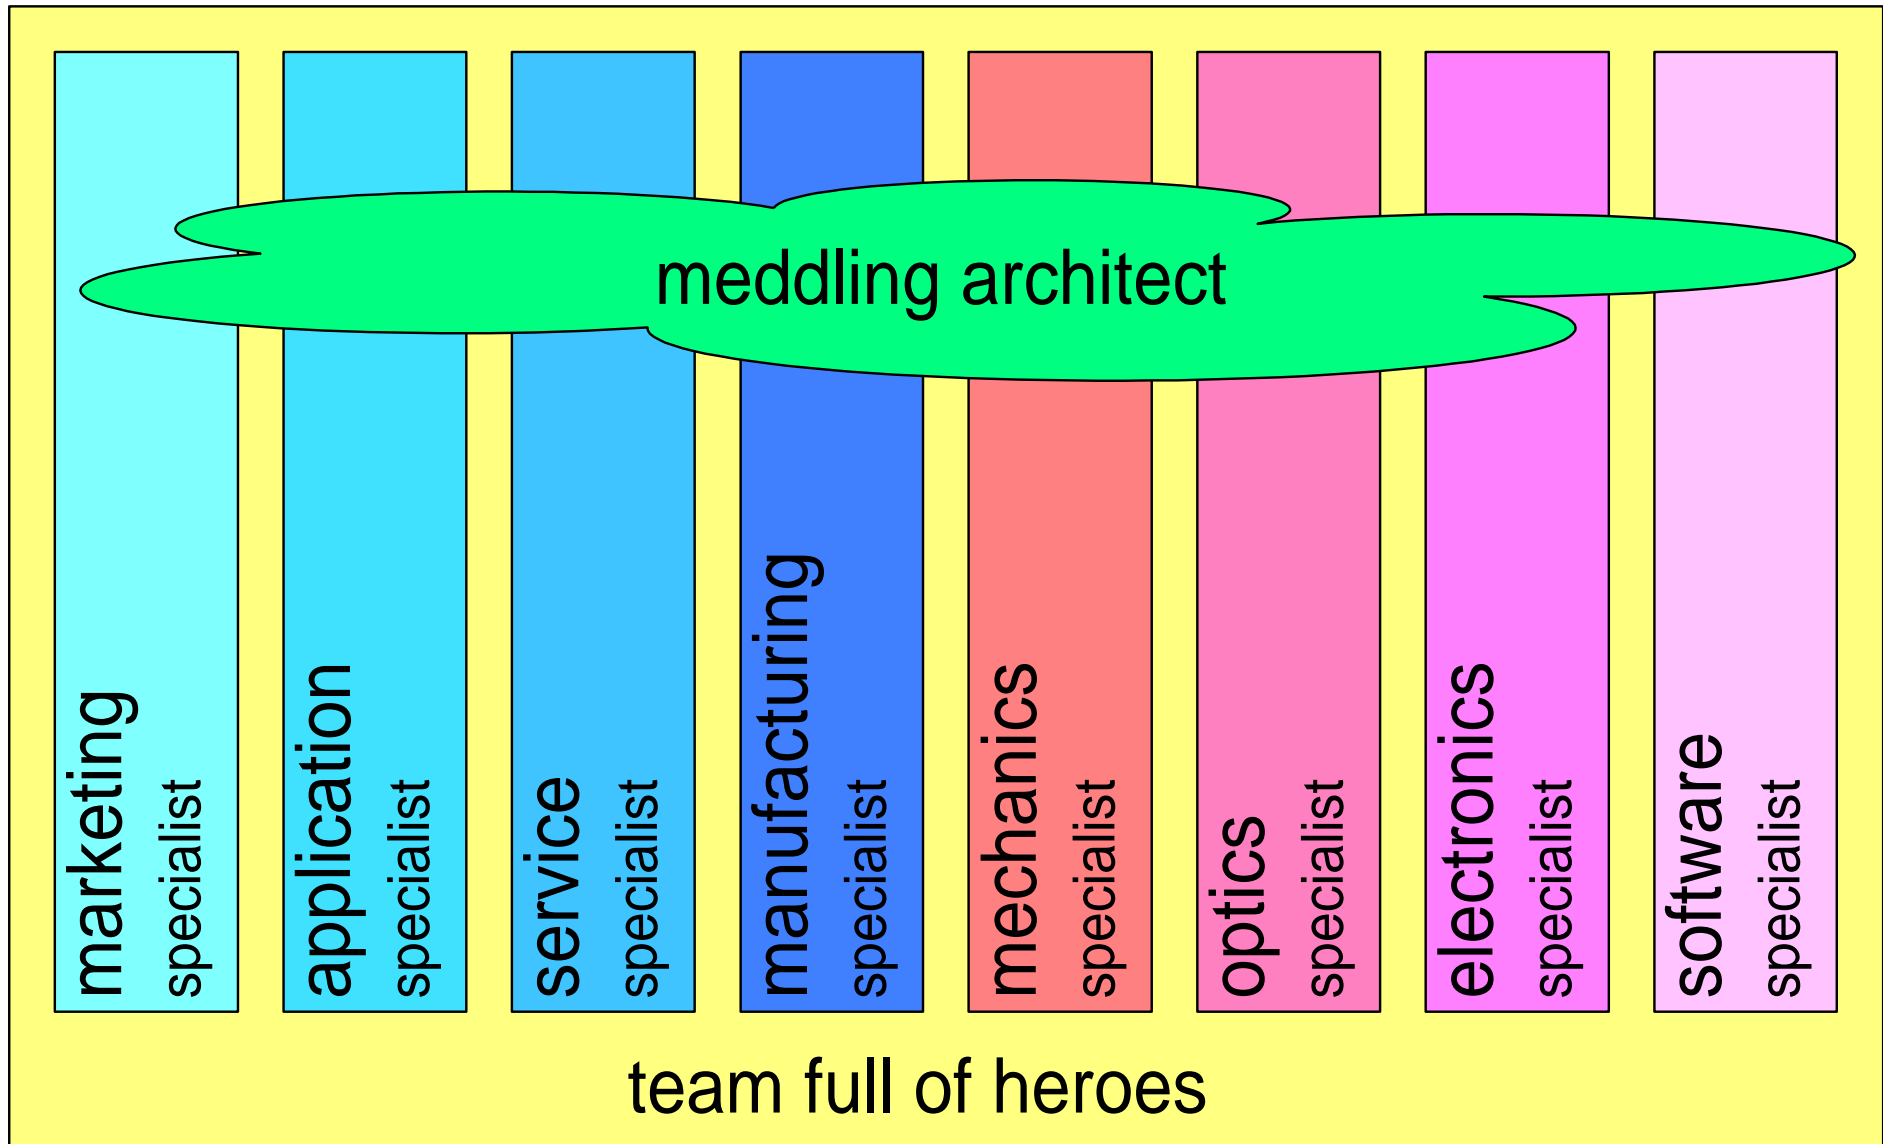 meddling architect
marketing
specialist
application
specialist
service
specialist
manufacturing
specialist
mechanics
specialist
optics
specialist
electronics
specialist
software
specialist
team full of heroes